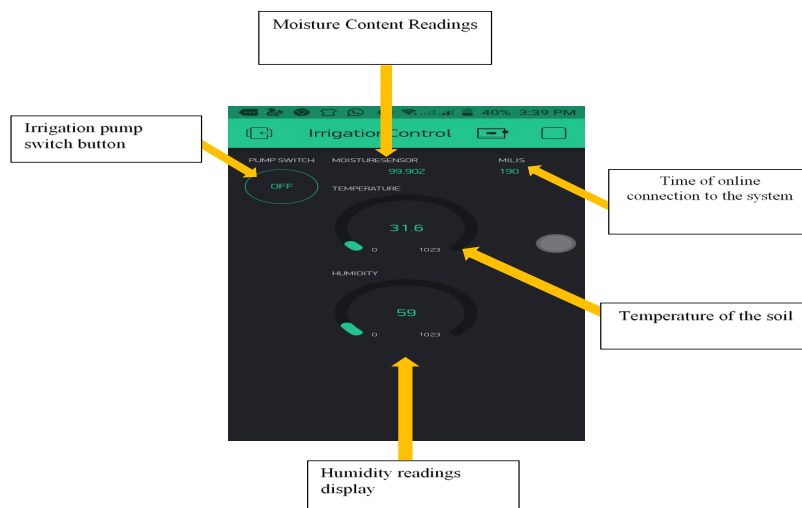 Moisture Content Readings
40% 3:39 PM
Irrigation Control
Irrigation pump
switch button
PUMP SWITCH
OFF
MOISTURESENSOR
99.902
MILIS
190
Time of online
connection to the system
TEMPERATURE
31.6
0 1023
HUMIDITY
59
0 1023
Temperature of the soil
Humidity readings
display